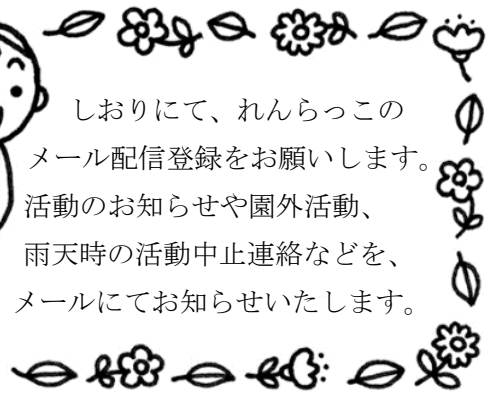 しおりにて、れんらっこの
メール配信登録をお願いします。
活動のお知らせや園外活動、
雨天時の活動中止連絡などを、
メールにてお知らせいたします。